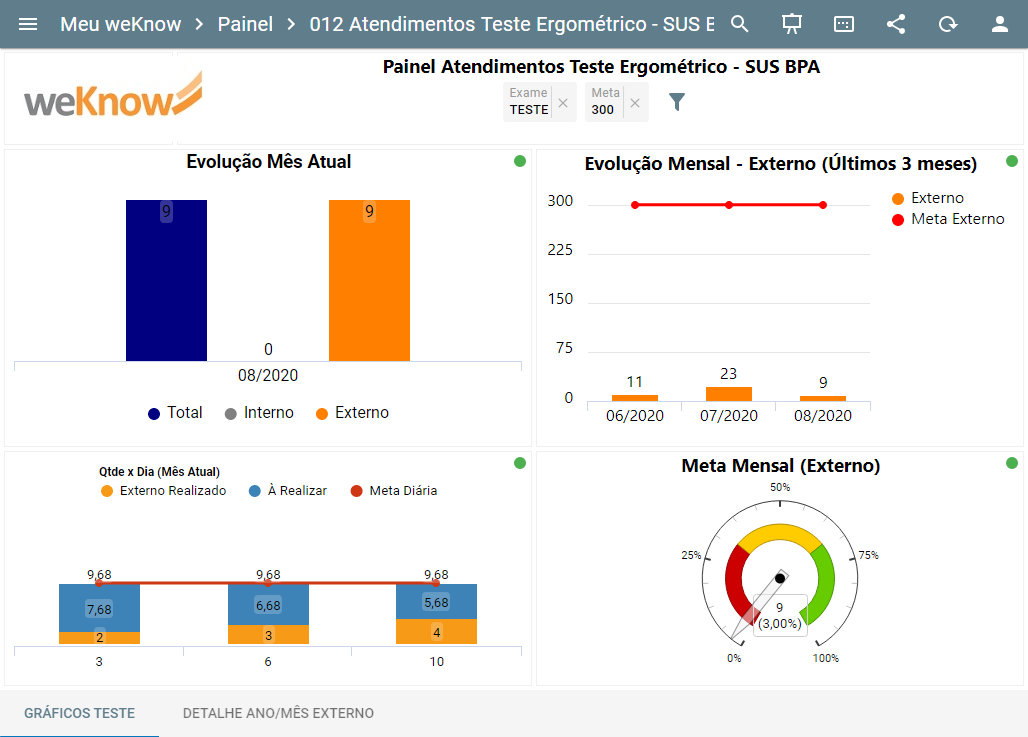 Meu weKnow > Painel > 012 Atendimentos Teste Ergométrico - SUS B
weKnow
Painel Atendimentos Teste Ergométrico - SUS BPA
Exame
TESTE
Meta
300
Evolução Mês Atual
9
0
9
08/2020
Total
Interno
Externo
Evolução Mensal - Externo (Últimos 3 meses)
300
225
150
75
0
11
23
9
06/2020
07/2020
08/2020
Externo
Meta Externo
Qtde x Dia (Mês Atual)
Externo Realizado
À Realizar
Meta Diária
9,68
9,68
9,68
7,68
6,68
5,68
2
3
4
3
6
10
Meta Mensal (Externo)
50%
25%
75%
9
(3,00%)
0%
100%
GRÁFICOS TESTE
DETALHE ANO/MÊS EXTERNO